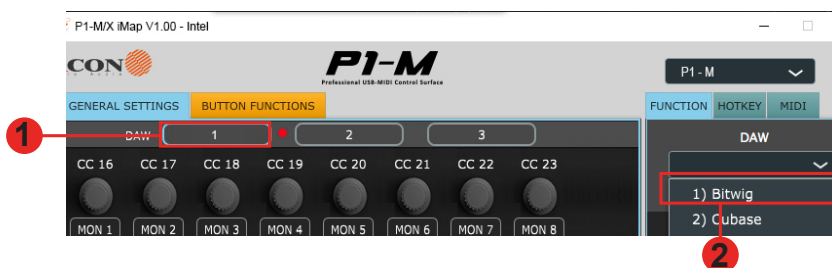 P1-M/X iMap V1.00 - Intel
CON
P1-M
Professional USB-MIDI Control Surface
P1 - M
GENERAL SETTINGS BUTTON FUNCTIONS
FUNCTION HOTKEY MIDI
1
DAW 1 2 3
DAW
CC 16 CC 17 CC 18 CC 19 CC 20 CC 21 CC 22 CC 23
1) Bitwig
2) Cubase
MON 1 MON 2 MON 3 MON 4 MON 5 MON 6 MON 7 MON 8
2